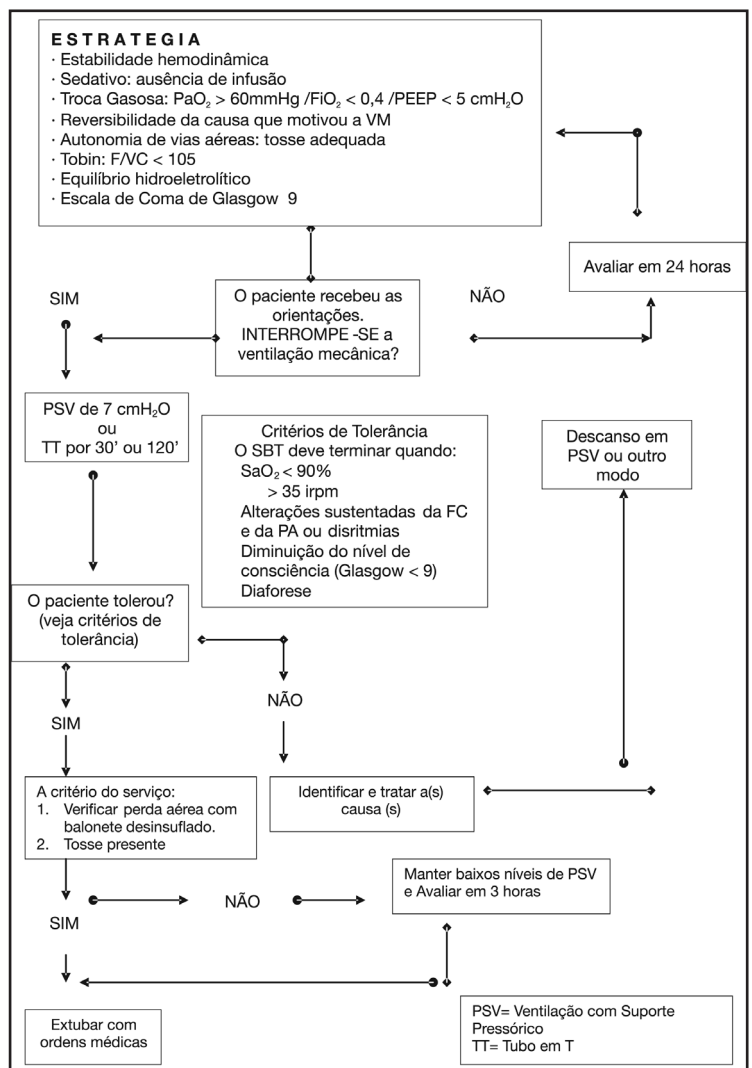 E S T R A T E G I A
· Estabilidade hemodinâmica
· Sedativo: ausência de infusão
· Troca Gasosa: PaO₂ > 60mmHg /FiO₂ < 0,4 /PEEP < 5 cmH₂O
· Reversibilidade da causa que motivou a VM
· Autonomia de vias aéreas: tosse adequada
· Tobin: F/VC < 105
· Equilíbrio hidroeletrolítico
· Escala de Coma de Glasgow 9
Avaliar em 24 horas
SIM
O paciente recebeu as
orientações.
INTERROMPE -SE a
ventilação mecânica?
NÃO
PSV de 7 cmH₂O
ou
TT por 30’ ou 120’
Critérios de Tolerância
O SBT deve terminar quando:
SaO₂ < 90%
> 35 irpm
Alterações sustentadas da FC
e da PA ou disritmias
Diminuição do nível de
consciência (Glasgow < 9)
Diaforese
Descanso em
PSV ou outro
modo
O paciente tolerou?
(veja critérios de
tolerância)
NÃO
SIM
A critério do serviço:
1. Verificar perda aérea com
balonete desinsuflado.
2. Tosse presente
Identificar e tratar a(s)
causa (s)
NÃO
Manter baixos níveis de PSV
e Avaliar em 3 horas
SIM
Extubar com
ordens médicas
PSV= Ventilação com Suporte
Pressórico
TT= Tubo em T